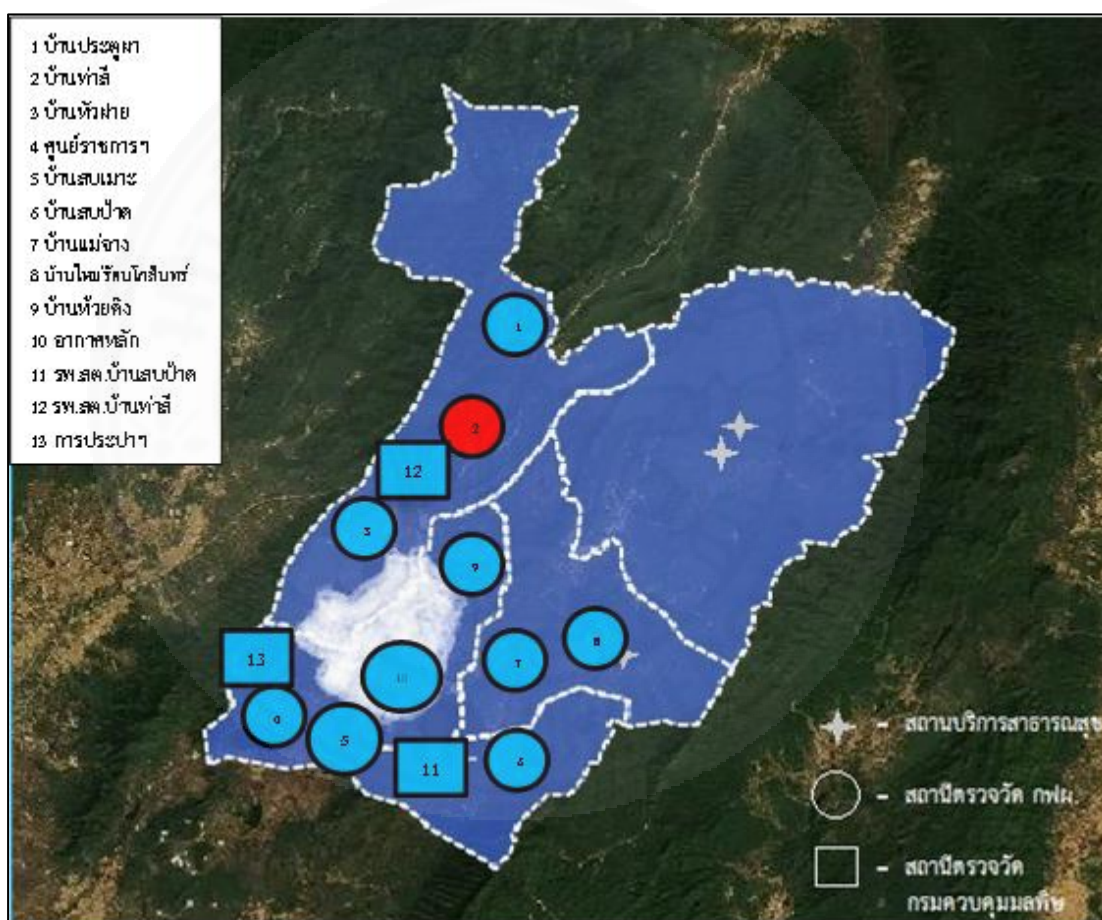 1 บ้านประตูผา
2 บ้านท่าสี
3 บ้านหัวฝาย
4 ศูนย์ราชการฯ
5 บ้านสบเมาะ
6 บ้านสบป้าด
7 บ้านแม่จาง
8 บ้านใหม่รัตนโกสินทร์
9 บ้านห้วยคิง
10 อากาศหลัก
11 รพ.สต.บ้านสบป้าด
12 รพ.สต.บ้านท่าสี
13 การประปาฯ
1
2
12
3
9
13
8
7
5
11
6
– สถานบริการสาธารณสุข
– สถานีตรวจวัด กฟผ.
– สถานีตรวจวัด
กรมควบคุมมลพิษ